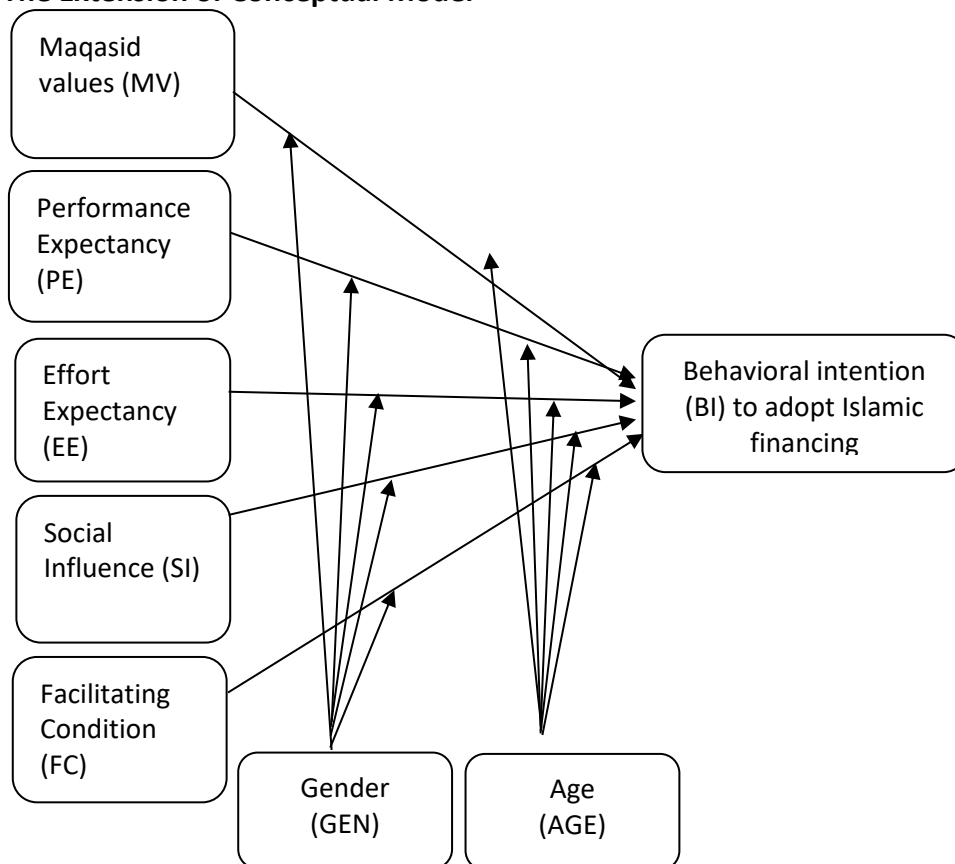 The Extension of Conceptual Model
Maqasid
values (MV)
Performance
Expectancy
(PE)
Effort
Expectancy
(EE)
Social
Influence (SI)
Facilitating
Condition
(FC)
Behavioral intention
(BI) to adopt Islamic
financing
Gender
(GEN)
Age
(AGE)